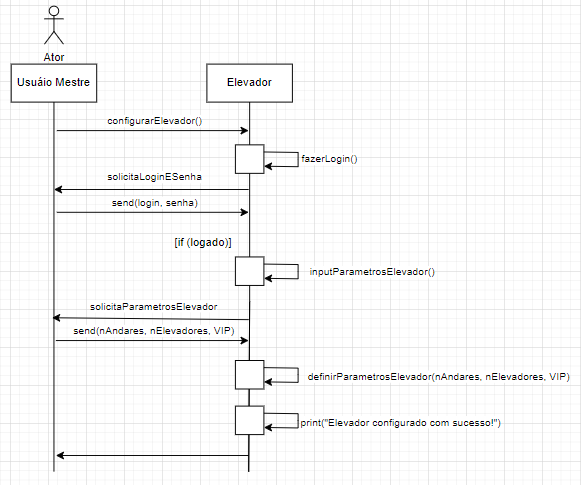 Ator
Usuáio Mestre
Elevador
configurarElevador()
fazerLogin()
solicitaLoginESenha
send(login, senha)
[if (logado)]
inputParametrosElevador()
solicitaParametrosElevador
send(nAndares, nElevadores, VIP)
definirParametrosElevador(nAndares, nElevadores, VIP)
print("Elevador configurado com sucesso!")